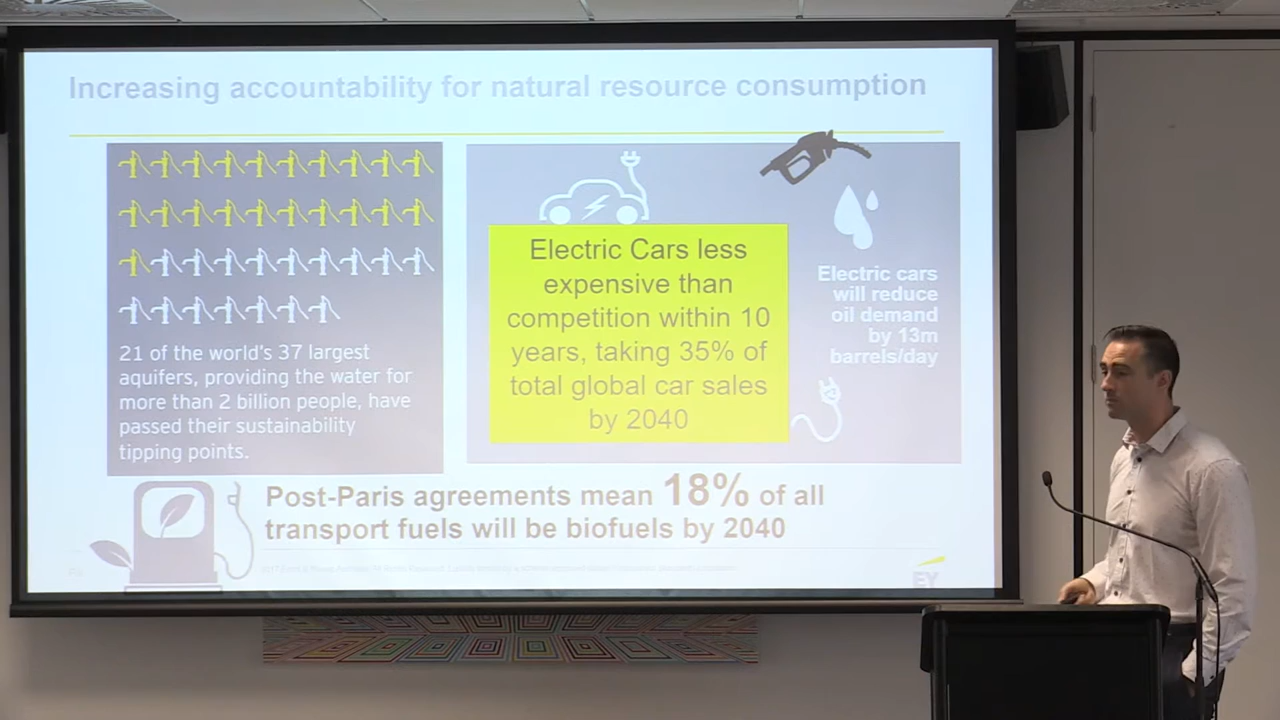 Increasing accountability for natural resource consumption
21 of the world's 37 largest
aquifers, providing the water for
more than 2 billion people, have
passed their sustainability
tipping points.
Electric Cars less
expensive than
competition within 10
years, taking 35% of
total global car sales
by 2040
Electric cars
will reduce
oil demand
by 13m
barrels/day
Post-Paris agreements mean 18% of all
transport fuels will be biofuels by 2040
EY